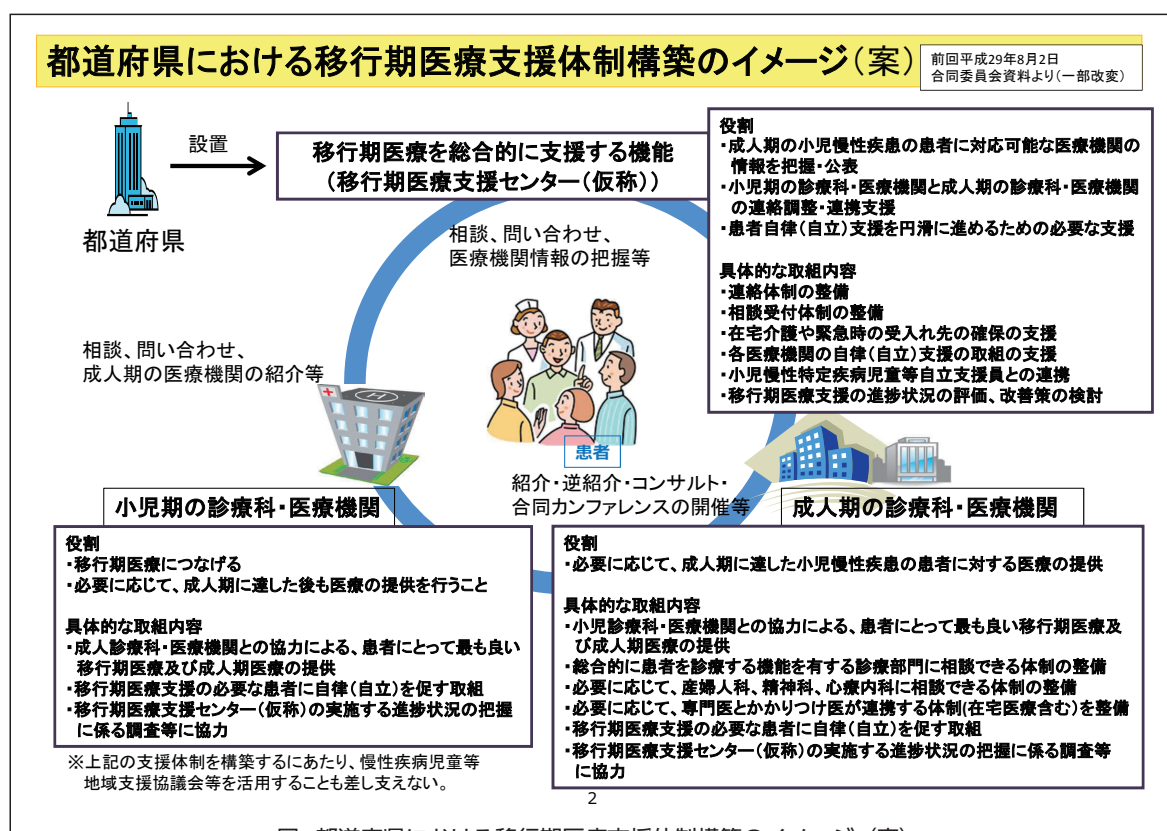 都道府県における移行期医療支援体制構築のイメージ(案)
前回平成29年8月2日
合同委員会資料より(一部改変)
都道府県
設置
移行期医療を総合的に支援する機能
(移行期医療支援センター(仮称))
役割
・成人期の小児慢性疾患の患者に対応可能な医療機関の
情報を把握・公表
・小児期の診療科・医療機関と成人期の診療科・医療機関
の連絡調整・連携支援
・患者自律(自立)支援を円滑に進めるための必要な支援
具体的な取組内容
・連絡体制の整備
・相談受付体制の整備
・在宅介護や緊急時の受入れ先の確保の支援
・各医療機関の自律(自立)支援の取組の支援
・小児慢性特定疾病児童等自立支援員との連携
・移行期医療支援の進捗状況の評価、改善策の検討
相談、問い合わせ、
医療機関情報の把握等
相談、問い合わせ、
成人期の医療機関の紹介等
H
患者
紹介・逆紹介・コンサルト・
合同カンファレンスの開催等
小児期の診療科・医療機関
役割
・移行期医療につなげる
・必要に応じて、成人期に達した後も医療の提供を行うこと
具体的な取組内容
・成人診療科・医療機関との協力による、患者にとって最も良い
移行期医療及び成人期医療の提供
・移行期医療支援の必要な患者に自律(自立)を促す取組
・移行期医療支援センター(仮称)の実施する進捗状況の把握
に係る調査等に協力
※上記の支援体制を構築するにあたり、慢性疾病児童等
地域支援協議会等を活用することも差し支えない。
成人期の診療科・医療機関
役割
・必要に応じて、成人期に達した小児慢性疾患の患者に対する医療の提供
具体的な取組内容
・小児診療科・医療機関との協力による、患者にとって最も良い移行期医療及
び成人期医療の提供
・総合的に患者を診療する機能を有する診療部門に相談できる体制の整備
・必要に応じて、産婦人科、精神科、心療内科に相談できる体制の整備
・必要に応じて、専門医とかかりつけ医が連携する体制(在宅医療含む)を整備
・移行期医療支援の必要な患者に自律(自立)を促す取組
・移行期医療支援センター(仮称)の実施する進捗状況の把握に係る調査等
に協力
2
図 都道府県における移行期医療支援体制構築のイメージ(案)